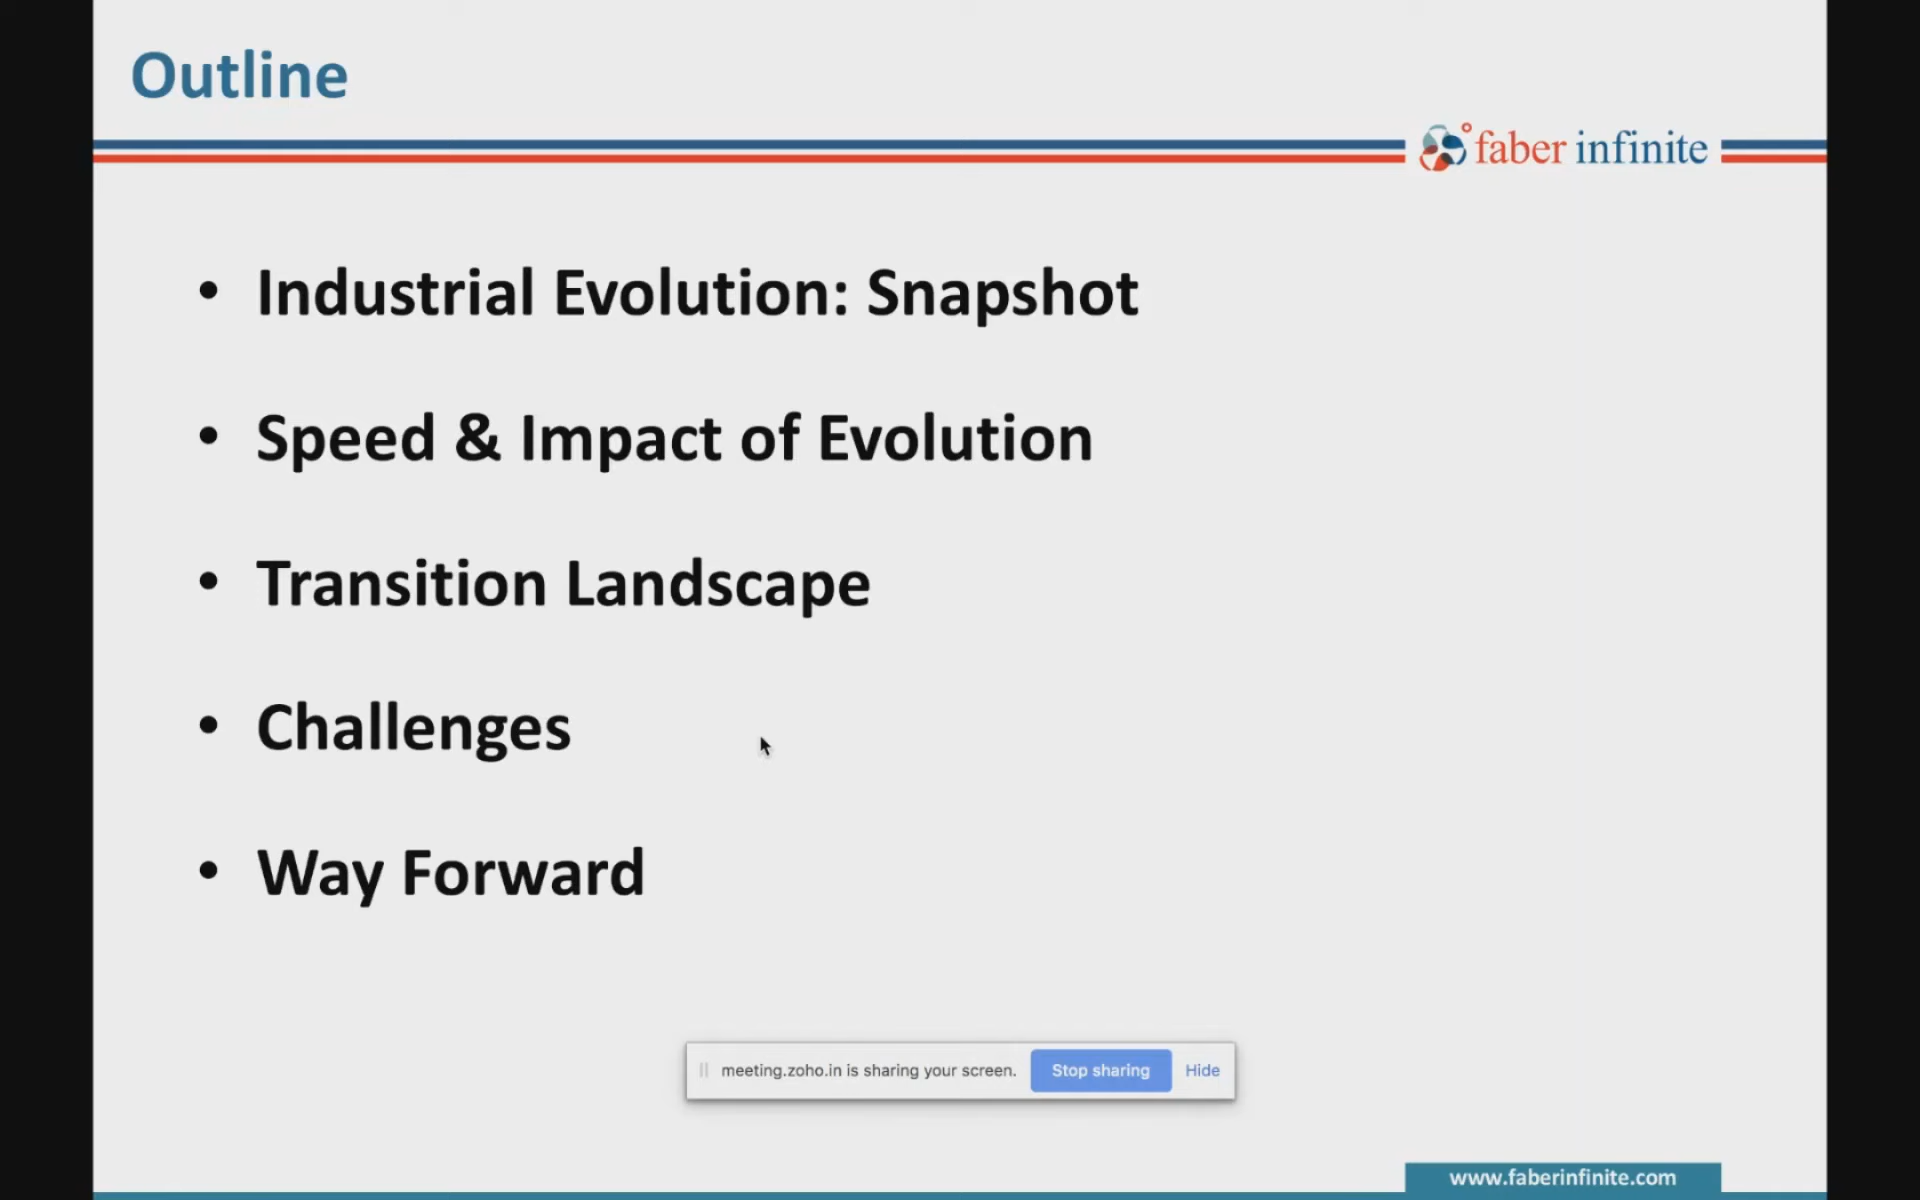 Outline
faber infinite
• Industrial Evolution: Snapshot
• Speed & Impact of Evolution
• Transition Landscape
• Challenges
• Way Forward
meeting.zoho.in is sharing your screen. Stop sharing Hide
www.faberinfinite.com